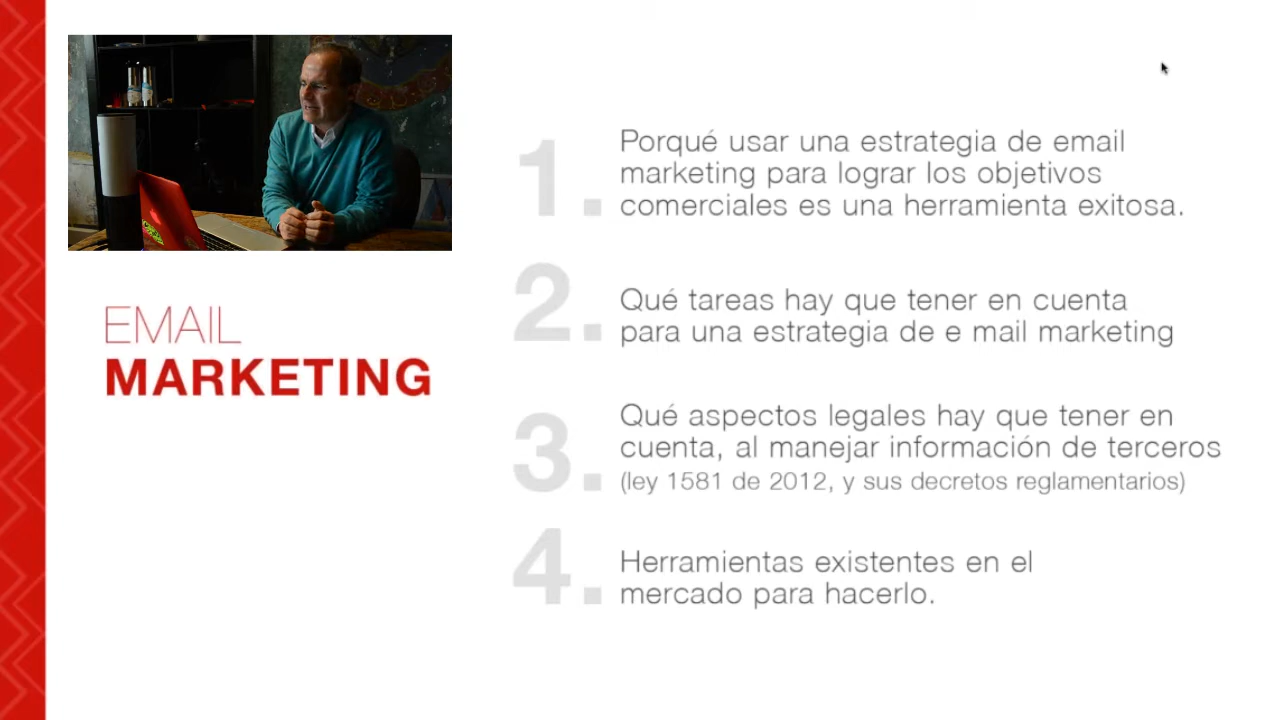 EMAIL
MARKETING
1. Porqué usar una estrategia de email
marketing para lograr los objetivos
comerciales es una herramienta exitosa.
2. Qué tareas hay que tener en cuenta
para una estrategia de e mail marketing
3. Qué aspectos legales hay que tener en
cuenta, al manejar información de terceros
(ley 1581 de 2012, y sus decretos reglamentarios)
4. Herramientas existentes en el
mercado para hacerlo.